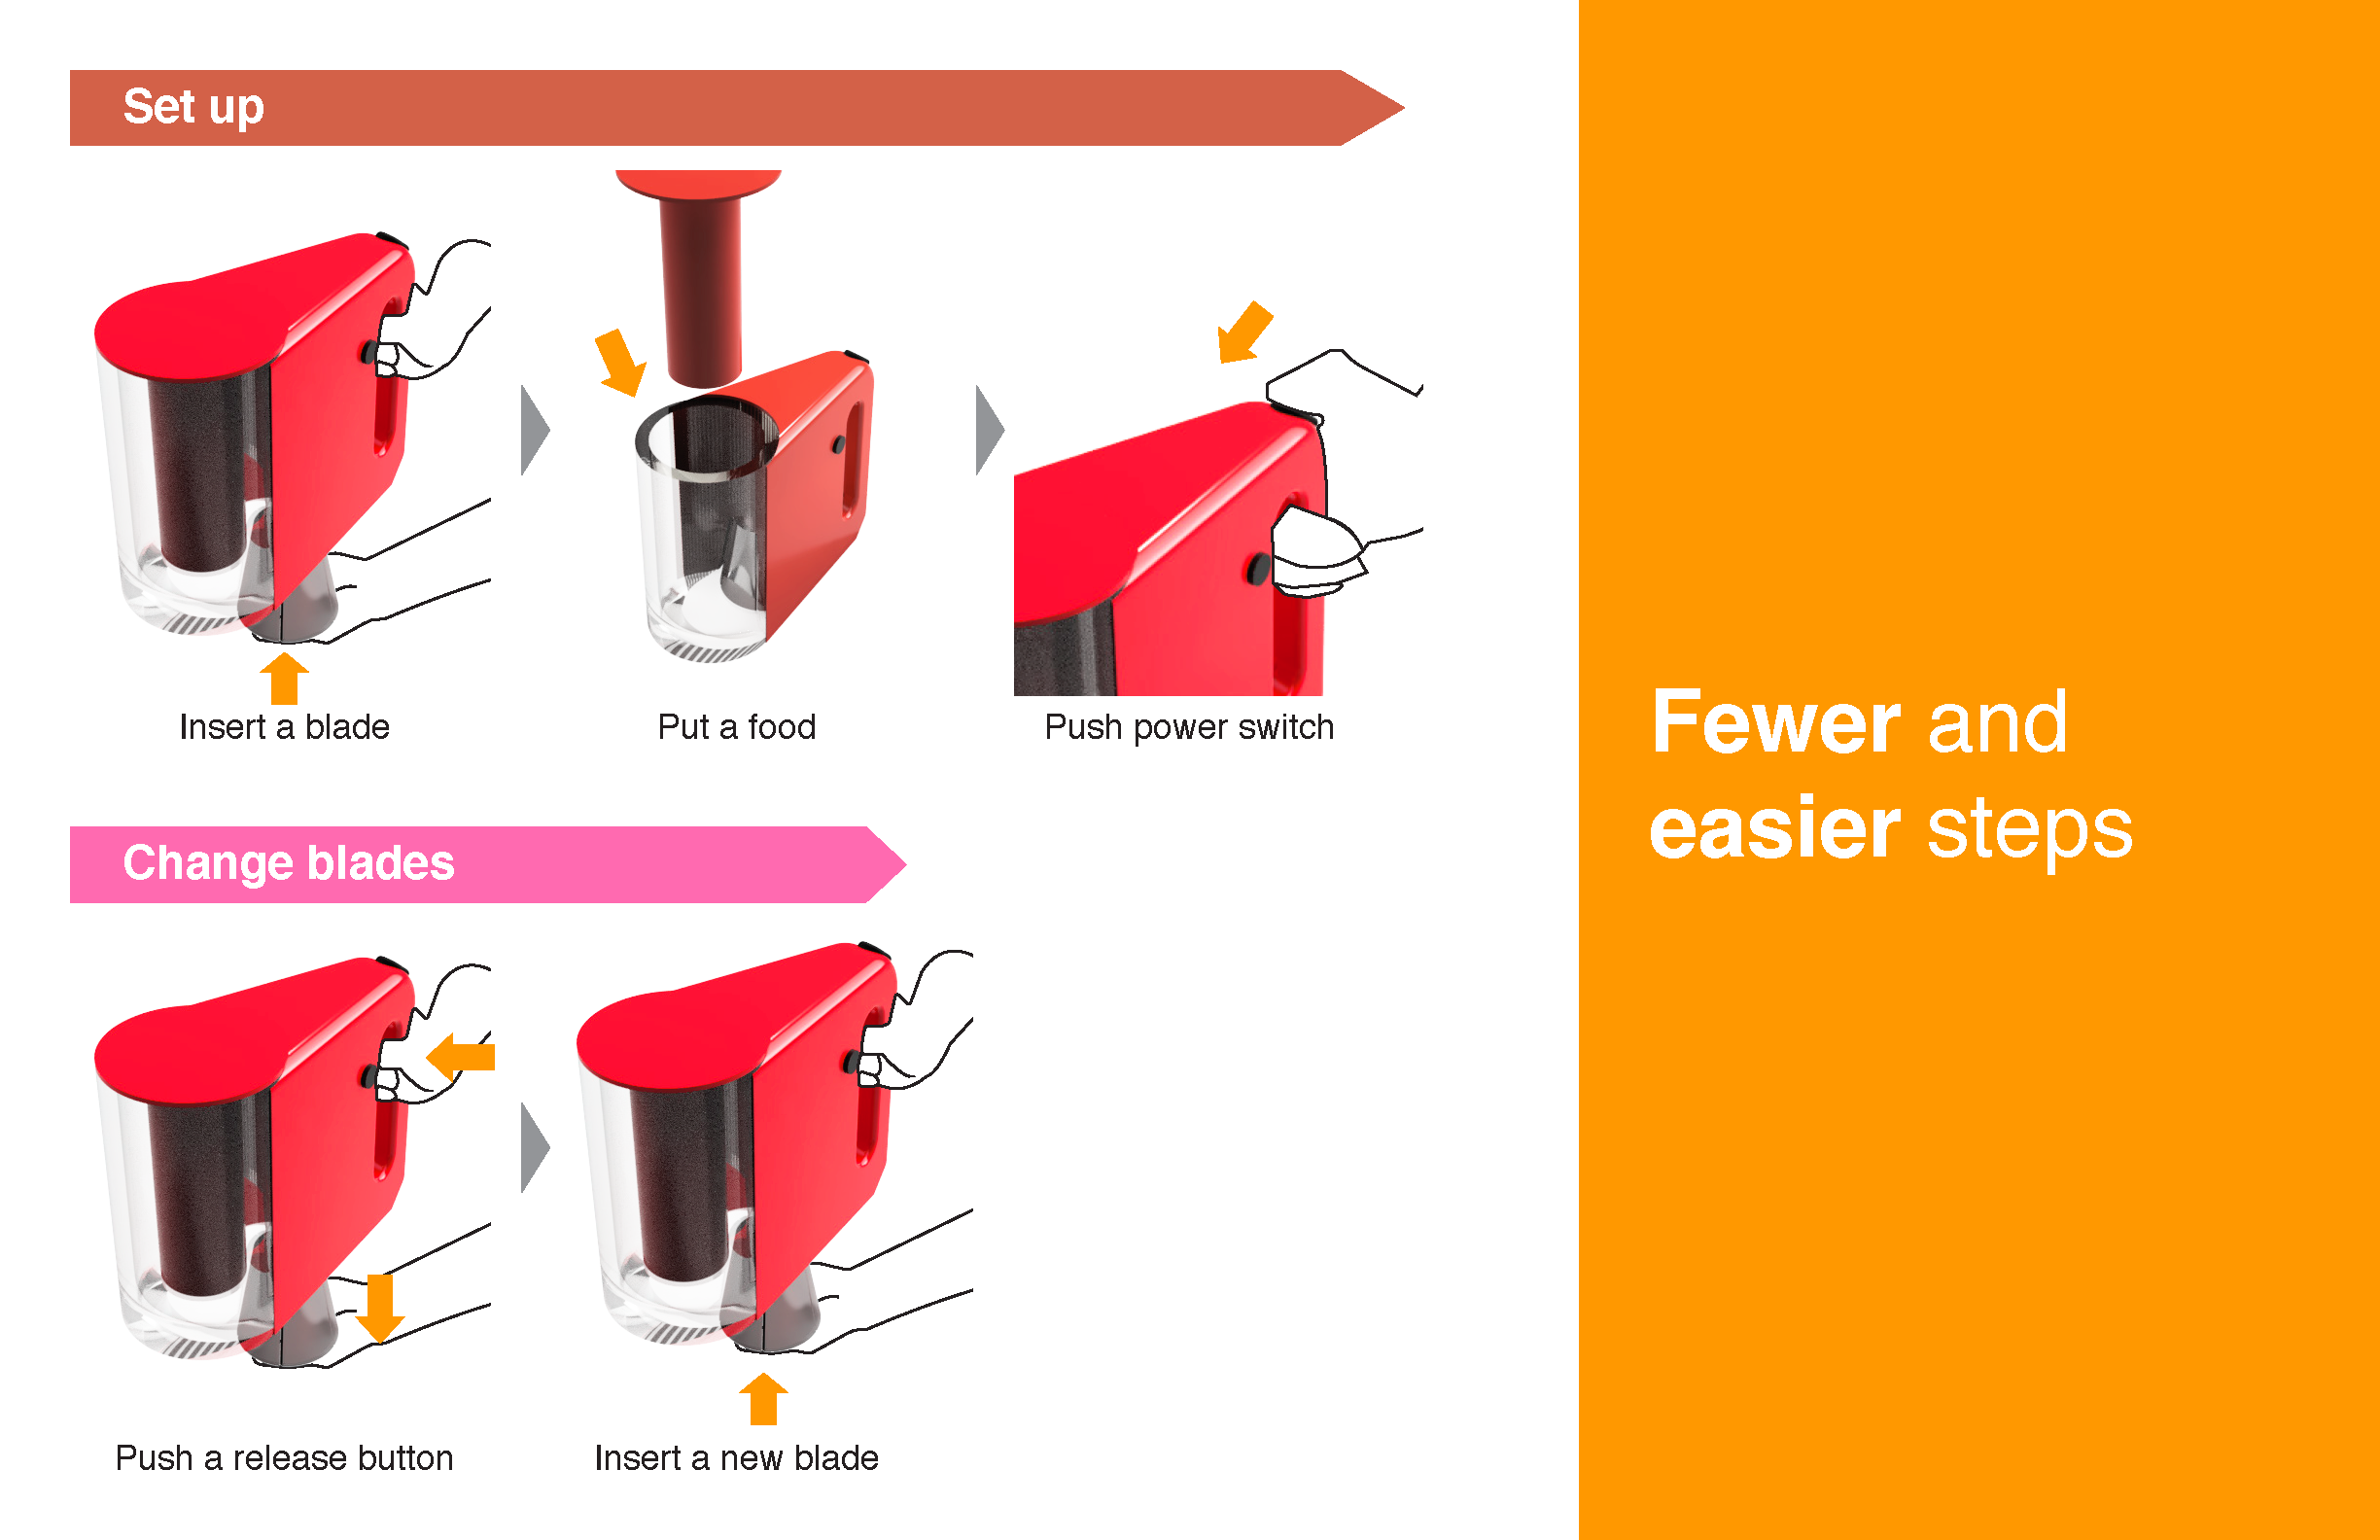 Set up
Insert a blade
Put a food
Push power switch
Change blades
Push a release button
Insert a new blade
Fewer and
easier steps